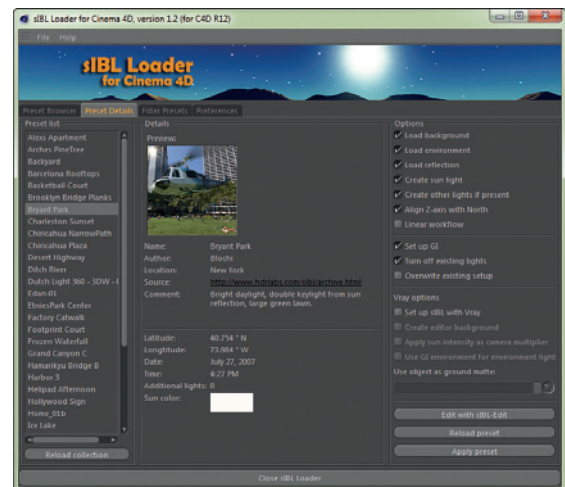 sIBL Loader for Cinema 4D, version 1.2 (for C4D R12)
File Help
sIBL Loader
for Cinema 4D
Preset Browser Preset Details Filter Presets Preferences
Preset list
Alexs Apartment
Arches PineTree
Backyard
Barcelona Rooftops
Basketball Court
Brooklyn Bridge Planks
Bryant Park
Charleston Sunset
Chiricahua NarrowPath
Chiricahua Plaza
Desert Highway
Ditch River
Dutch Light 360 - 3DW - (
Edan-01
EtniesPark Center
Factory Catwalk
Footprint Court
Frozen Waterfall
Grand Canyon C
Hamarikyu Bridge B
Harbor 3
Helipad Afternoon
Hollywood Sign
Home_01b
Ice Lake
Reload collection
Details
Preview:
Name: Bryant Park
Author: Blochi
Location: New York
Source: http://www.hdrlabs.com/sibl/archive.html
Comment: Bright daylight, double keylight from sun
reflection, large green lawn.
Latitude: 40.754 ° N
Longtitude: 73.984 ° W
Date: July 27, 2007
Time: 4:27 PM
Additional lights: 0
Sun color:
Options
Load background
Load environment
Load reflection
Create sun light
Create other lights if present
Align Z-axis with North
Linear workflow
Set up GI
Turn off existing lights
Overwrite existing setup
Vray options
Set up sIBL with Vray
Create editor background
Apply sun intensity as camera multiplier
Use GI environment for environment light
Use object as ground matte:
Edit with sIBL-Edit
Reload preset
Apply preset
Close sIBL Loader